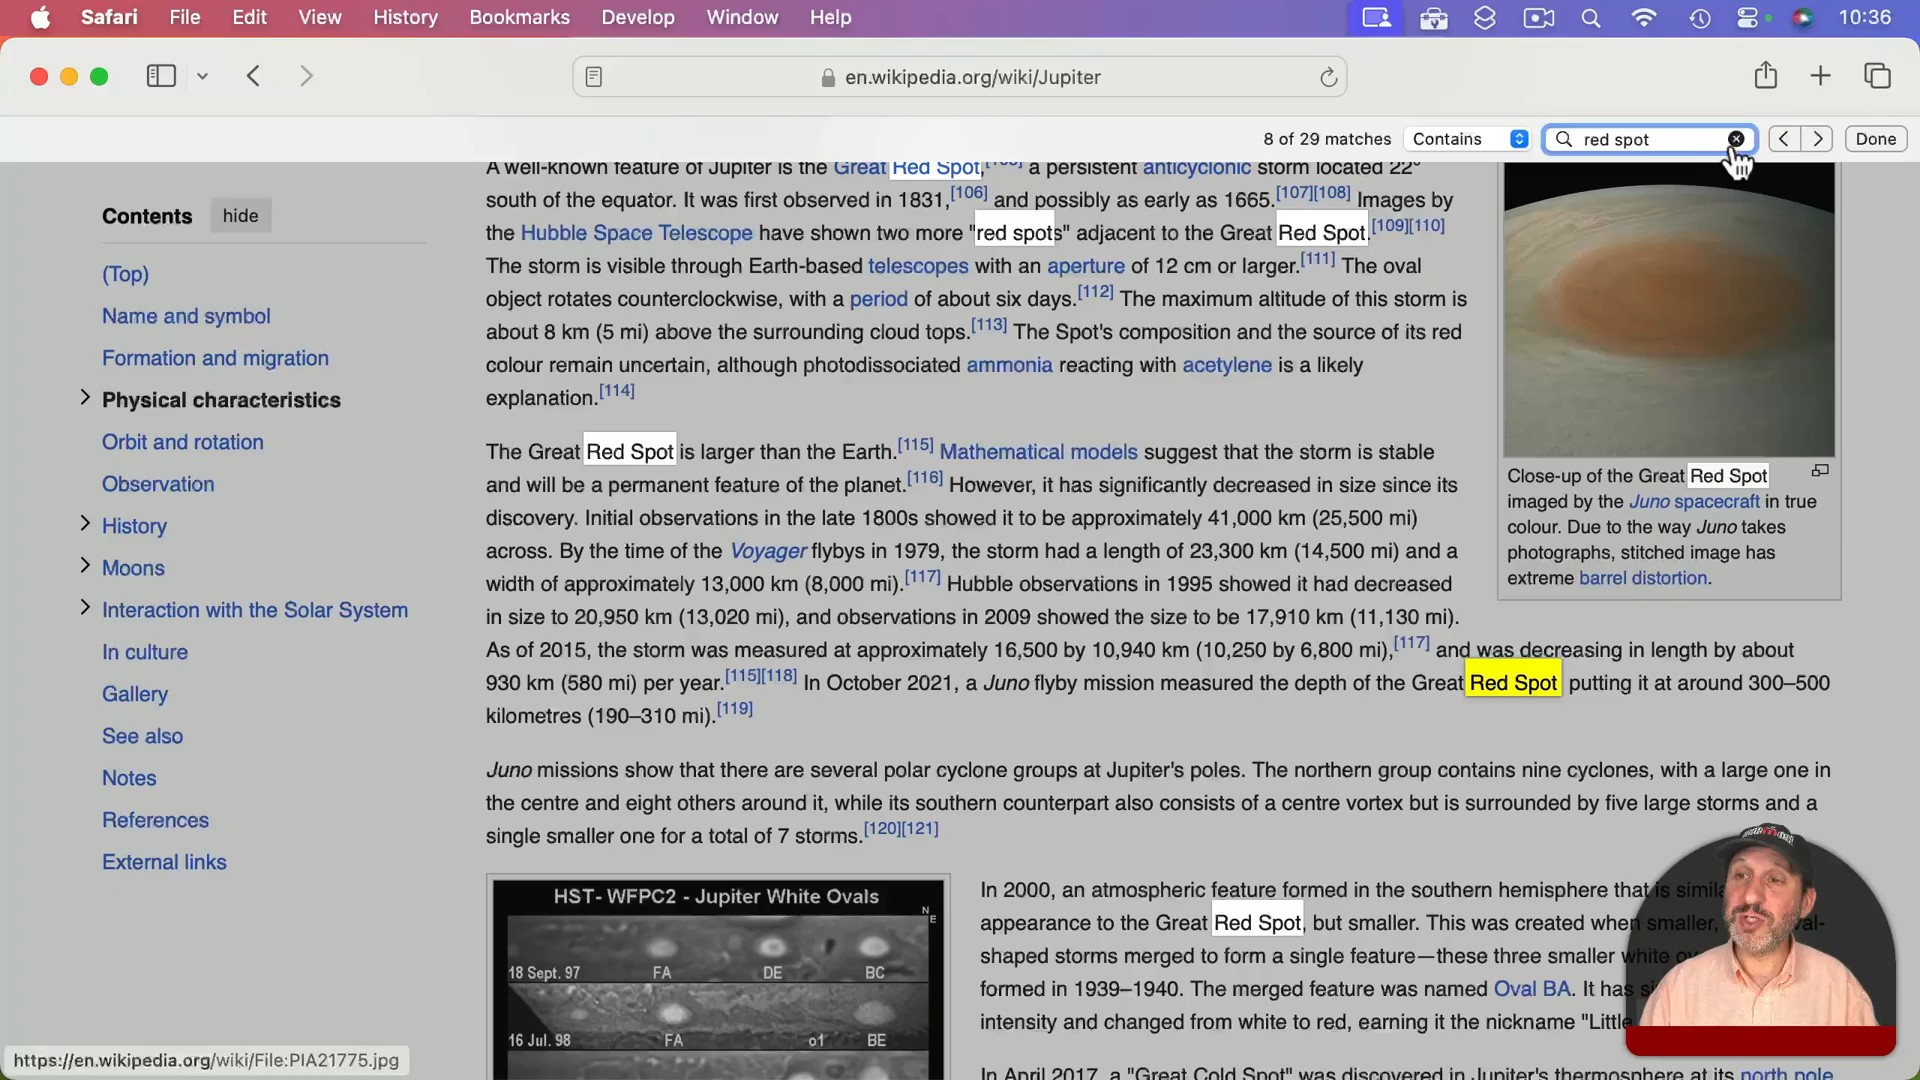 Safari File Edit View History Bookmarks Develop Window Help 10:36
en.wikipedia.org/wiki/Jupiter
8 of 29 matches Contains red spot Done
Contents hide
(Top)
Name and symbol
Formation and migration
Physical characteristics
Orbit and rotation
Observation
History
Moons
Interaction with the Solar System
In culture
Gallery
See also
Notes
References
External links
A well-known feature of Jupiter is the Great Red Spot, a persistent anticyclonic storm located 22°
south of the equator. It was first observed in 1831,[106] and possibly as early as 1665.[107][108] Images by
the Hubble Space Telescope have shown two more "red spots" adjacent to the Great Red Spot.[109][110]
The storm is visible through Earth-based telescopes with an aperture of 12 cm or larger.[111] The oval
object rotates counterclockwise, with a period of about six days.[112] The maximum altitude of this storm is
about 8 km (5 mi) above the surrounding cloud tops.[113] The Spot's composition and the source of its red
colour remain uncertain, although photodissociated ammonia reacting with acetylene is a likely
explanation.[114]
The Great Red Spot is larger than the Earth.[115] Mathematical models suggest that the storm is stable
and will be a permanent feature of the planet.[116] However, it has significantly decreased in size since its
discovery. Initial observations in the late 1800s showed it to be approximately 41,000 km (25,500 mi)
across. By the time of the Voyager flybys in 1979, the storm had a length of 23,300 km (14,500 mi) and a
width of approximately 13,000 km (8,000 mi).[117] Hubble observations in 1995 showed it had decreased
in size to 20,950 km (13,020 mi), and observations in 2009 showed the size to be 17,910 km (11,130 mi).
As of 2015, the storm was measured at approximately 16,500 by 10,940 km (10,250 by 6,800 mi),[117] and was decreasing in length by about
930 km (580 mi) per year.[115][118] In October 2021, a Juno flyby mission measured the depth of the Great Red Spot putting it at around 300–500
kilometres (190–310 mi).[119]
Close-up of the Great Red Spot
imaged by the Juno spacecraft in true
colour. Due to the way Juno takes
photographs, stitched image has
extreme barrel distortion.
Juno missions show that there are several polar cyclone groups at Jupiter's poles. The northern group contains nine cyclones, with a large one in
the centre and eight others around it, while its southern counterpart also consists of a centre vortex but is surrounded by five large storms and a
single smaller one for a total of 7 storms.[120][121]
HST- WFPC2 - Jupiter White Ovals
N
E
18 Sept. 97 FA DE BC
16 Jul. 98 FA o1 BE
In 2000, an atmospheric feature formed in the southern hemisphere that is
appearance to the Great Red Spot, but smaller. This was created when smaller,
shaped storms merged to form a single feature—these three smaller white
formed in 1939–1940. The merged feature was named Oval BA. It has
intensity and changed from white to red, earning it the nickname "Little
In April 2017, a "Great Cold Spot" was discovered in Jupiter's thermosphere at its north pole
https://en.wikipedia.org/wiki/File:PIA21775.jpg